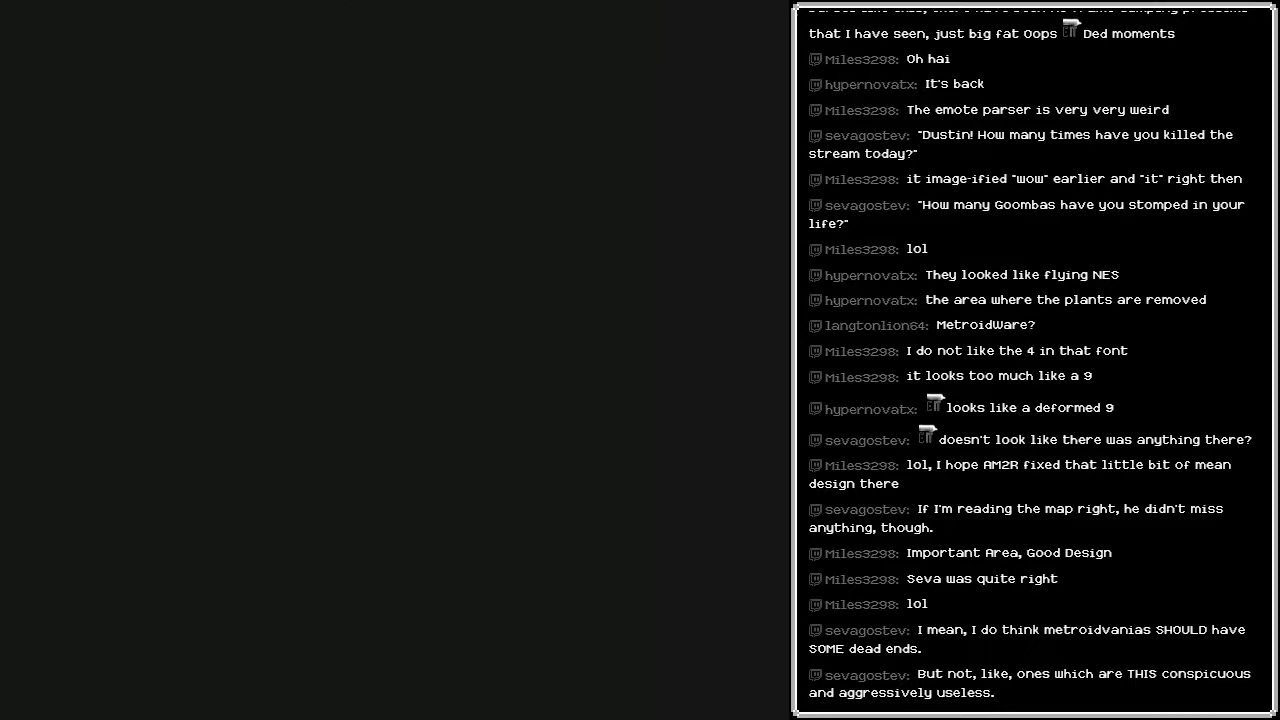 that I have seen, just big fat Oops Ded moments
Miles3298: Oh hai
hypernovatx: It's back
Miles3298: The emote parser is very very weird
sevagostev: "Dustin! How many times have you killed the
stream today?"
Miles3298: it image-ified "wow" earlier and "it" right then
sevagostev: "How many Goombas have you stomped in your
life?"
Miles3298: lol
hypernovatx: They looked like flying NES
hypernovatx: the area where the plants are removed
langtonlion64: MetroidWare?
Miles3298: I do not like the 4 in that font
Miles3298: it looks too much like a 9
hypernovatx: looks like a deformed 9
sevagostev: doesn't look like there was anything there?
Miles3298: lol, I hope AM2R fixed that little bit of mean
design there
sevagostev: If I'm reading the map right, he didn't miss
anything, though.
Miles3298: Important Area, Good Design
Miles3298: Seva was quite right
Miles3298: lol
sevagostev: I mean, I do think metroidvanias SHOULD have
SOME dead ends.
sevagostev: But not, like, ones which are THIS conspicuous
and aggressively useless.